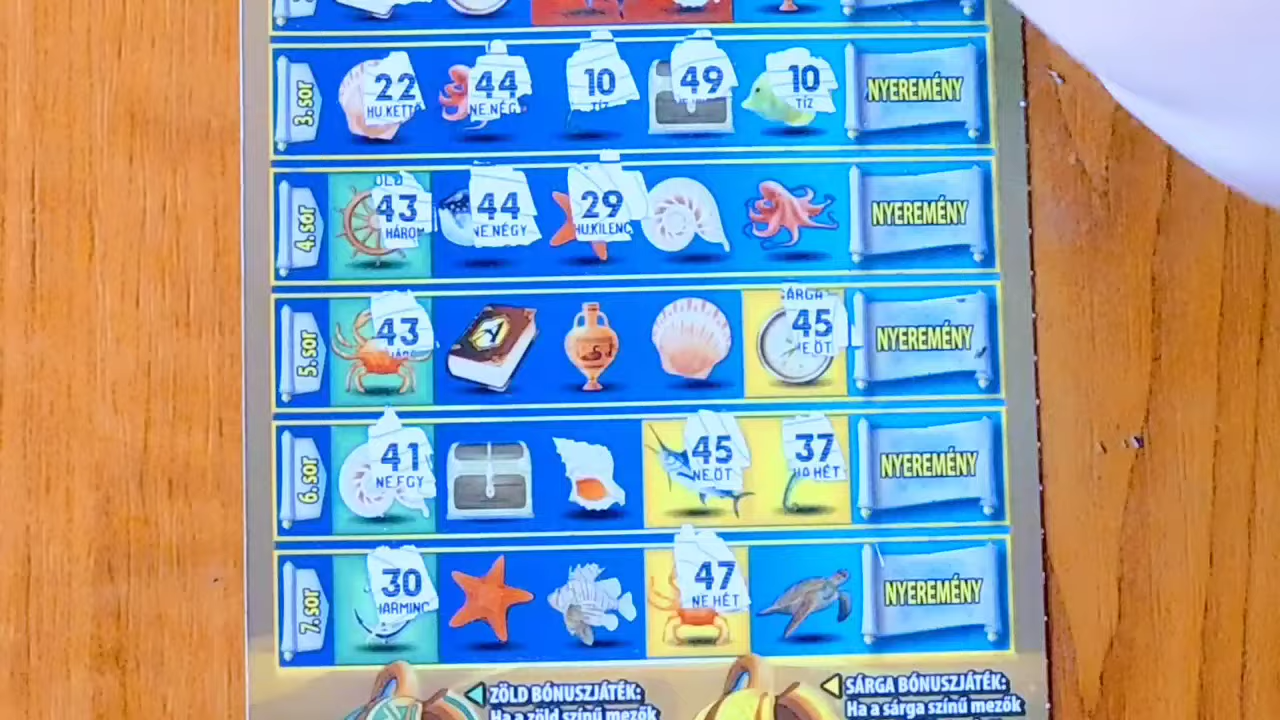 3. sor
22 44 10 49 10 NYEREMÉNY
HU.KETT NE.NÉG TÍZ TÍZ
4. sor
43 44 29 NYEREMÉNY
HÁROM NE.NÉGY HU.KILENC
5. sor
43 45 NYEREMÉNY
SÁRGA
NE.ÖT
6. sor
41 45 37 NYEREMÉNY
NE.EGY NE.ÖT HA.HÉT
7. sor
30 47 NYEREMÉNY
HARMINC NE.HÉT
ZÖLD BÓNUSZJÁTÉK:
Ha a zöld színű mezők
SÁRGA BÓNUSZJÁTÉK:
Ha a sárga színű mezők